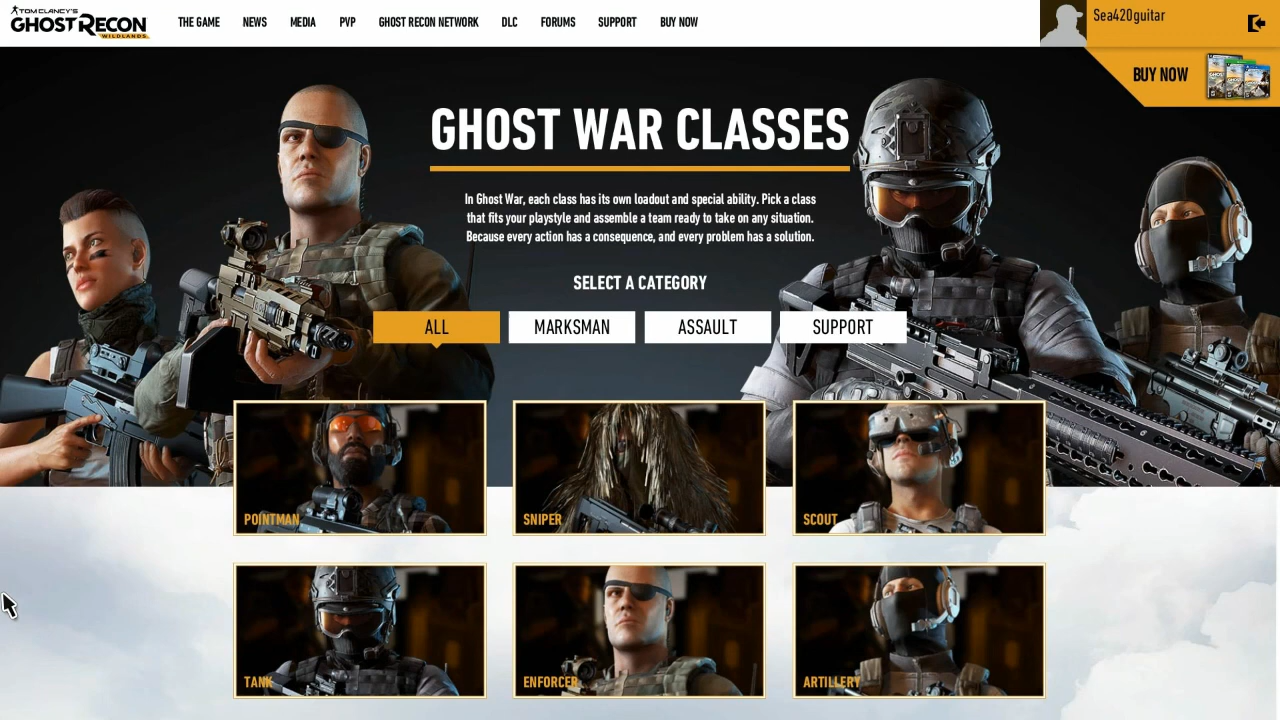 TOM CLANCY'S
GHOST RECON
WILDLANDS
THE GAME NEWS MEDIA PVP GHOST RECON NETWORK DLC FORUMS SUPPORT BUY NOW
Sea420guitar
BUY NOW
GHOST WAR CLASSES
In Ghost War, each class has its own loadout and special ability. Pick a class
that fits your playstyle and assemble a team ready to take on any situation.
Because every action has a consequence, and every problem has a solution.
SELECT A CATEGORY
ALL MARKSMAN ASSAULT SUPPORT
POINTMAN SNIPER SCOUT
TANK ENFORCER ARTILLERY